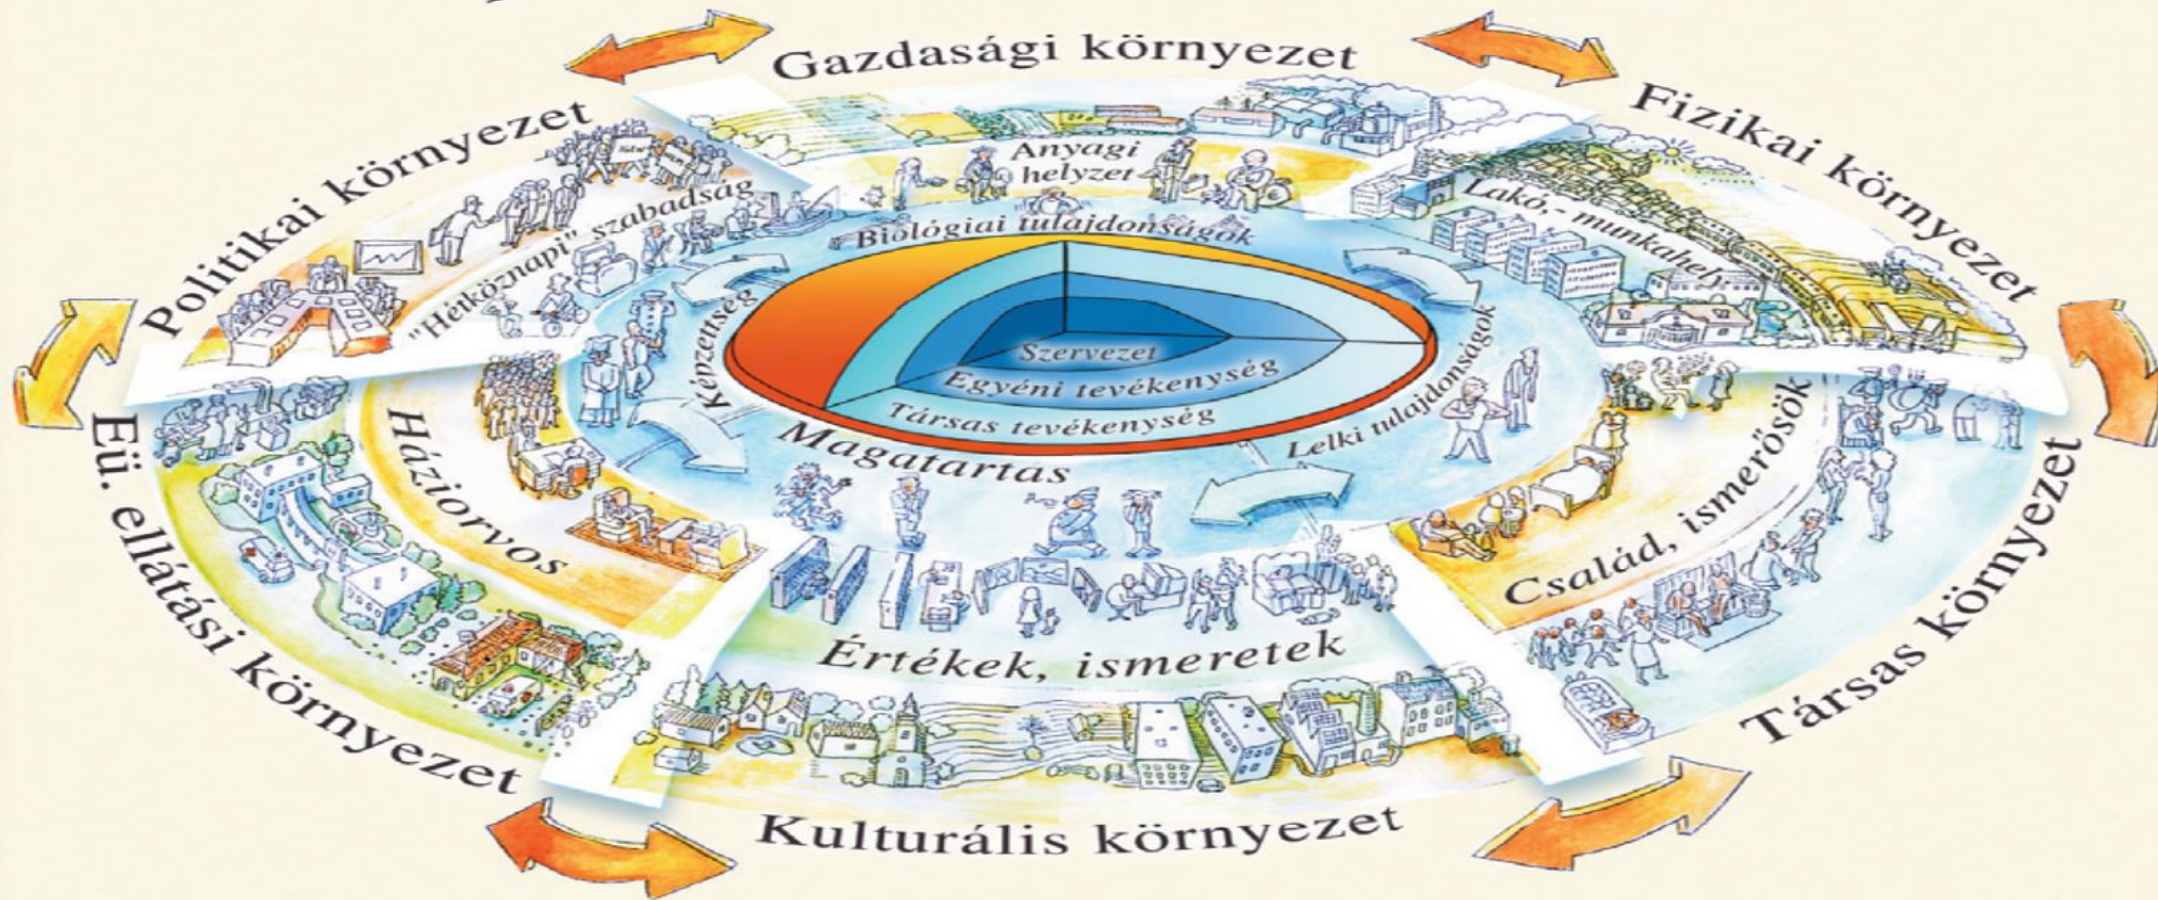 Gazdasági környezet
Fizikai környezet
Politikai környezet
Anyagi
helyzet
Lakó,- munkahely
"Hétköznapi" szabadság
Biológiai tulajdonságok
Képzettség
Szervezet
Egyéni tevékenység
Társas tevékenység
Lelki tulajdonságok
Magatartás
Háziorvos
Család, ismerősök
Eü. ellátási környezet
Értékek, ismeretek
Társas környezet
Kulturális környezet